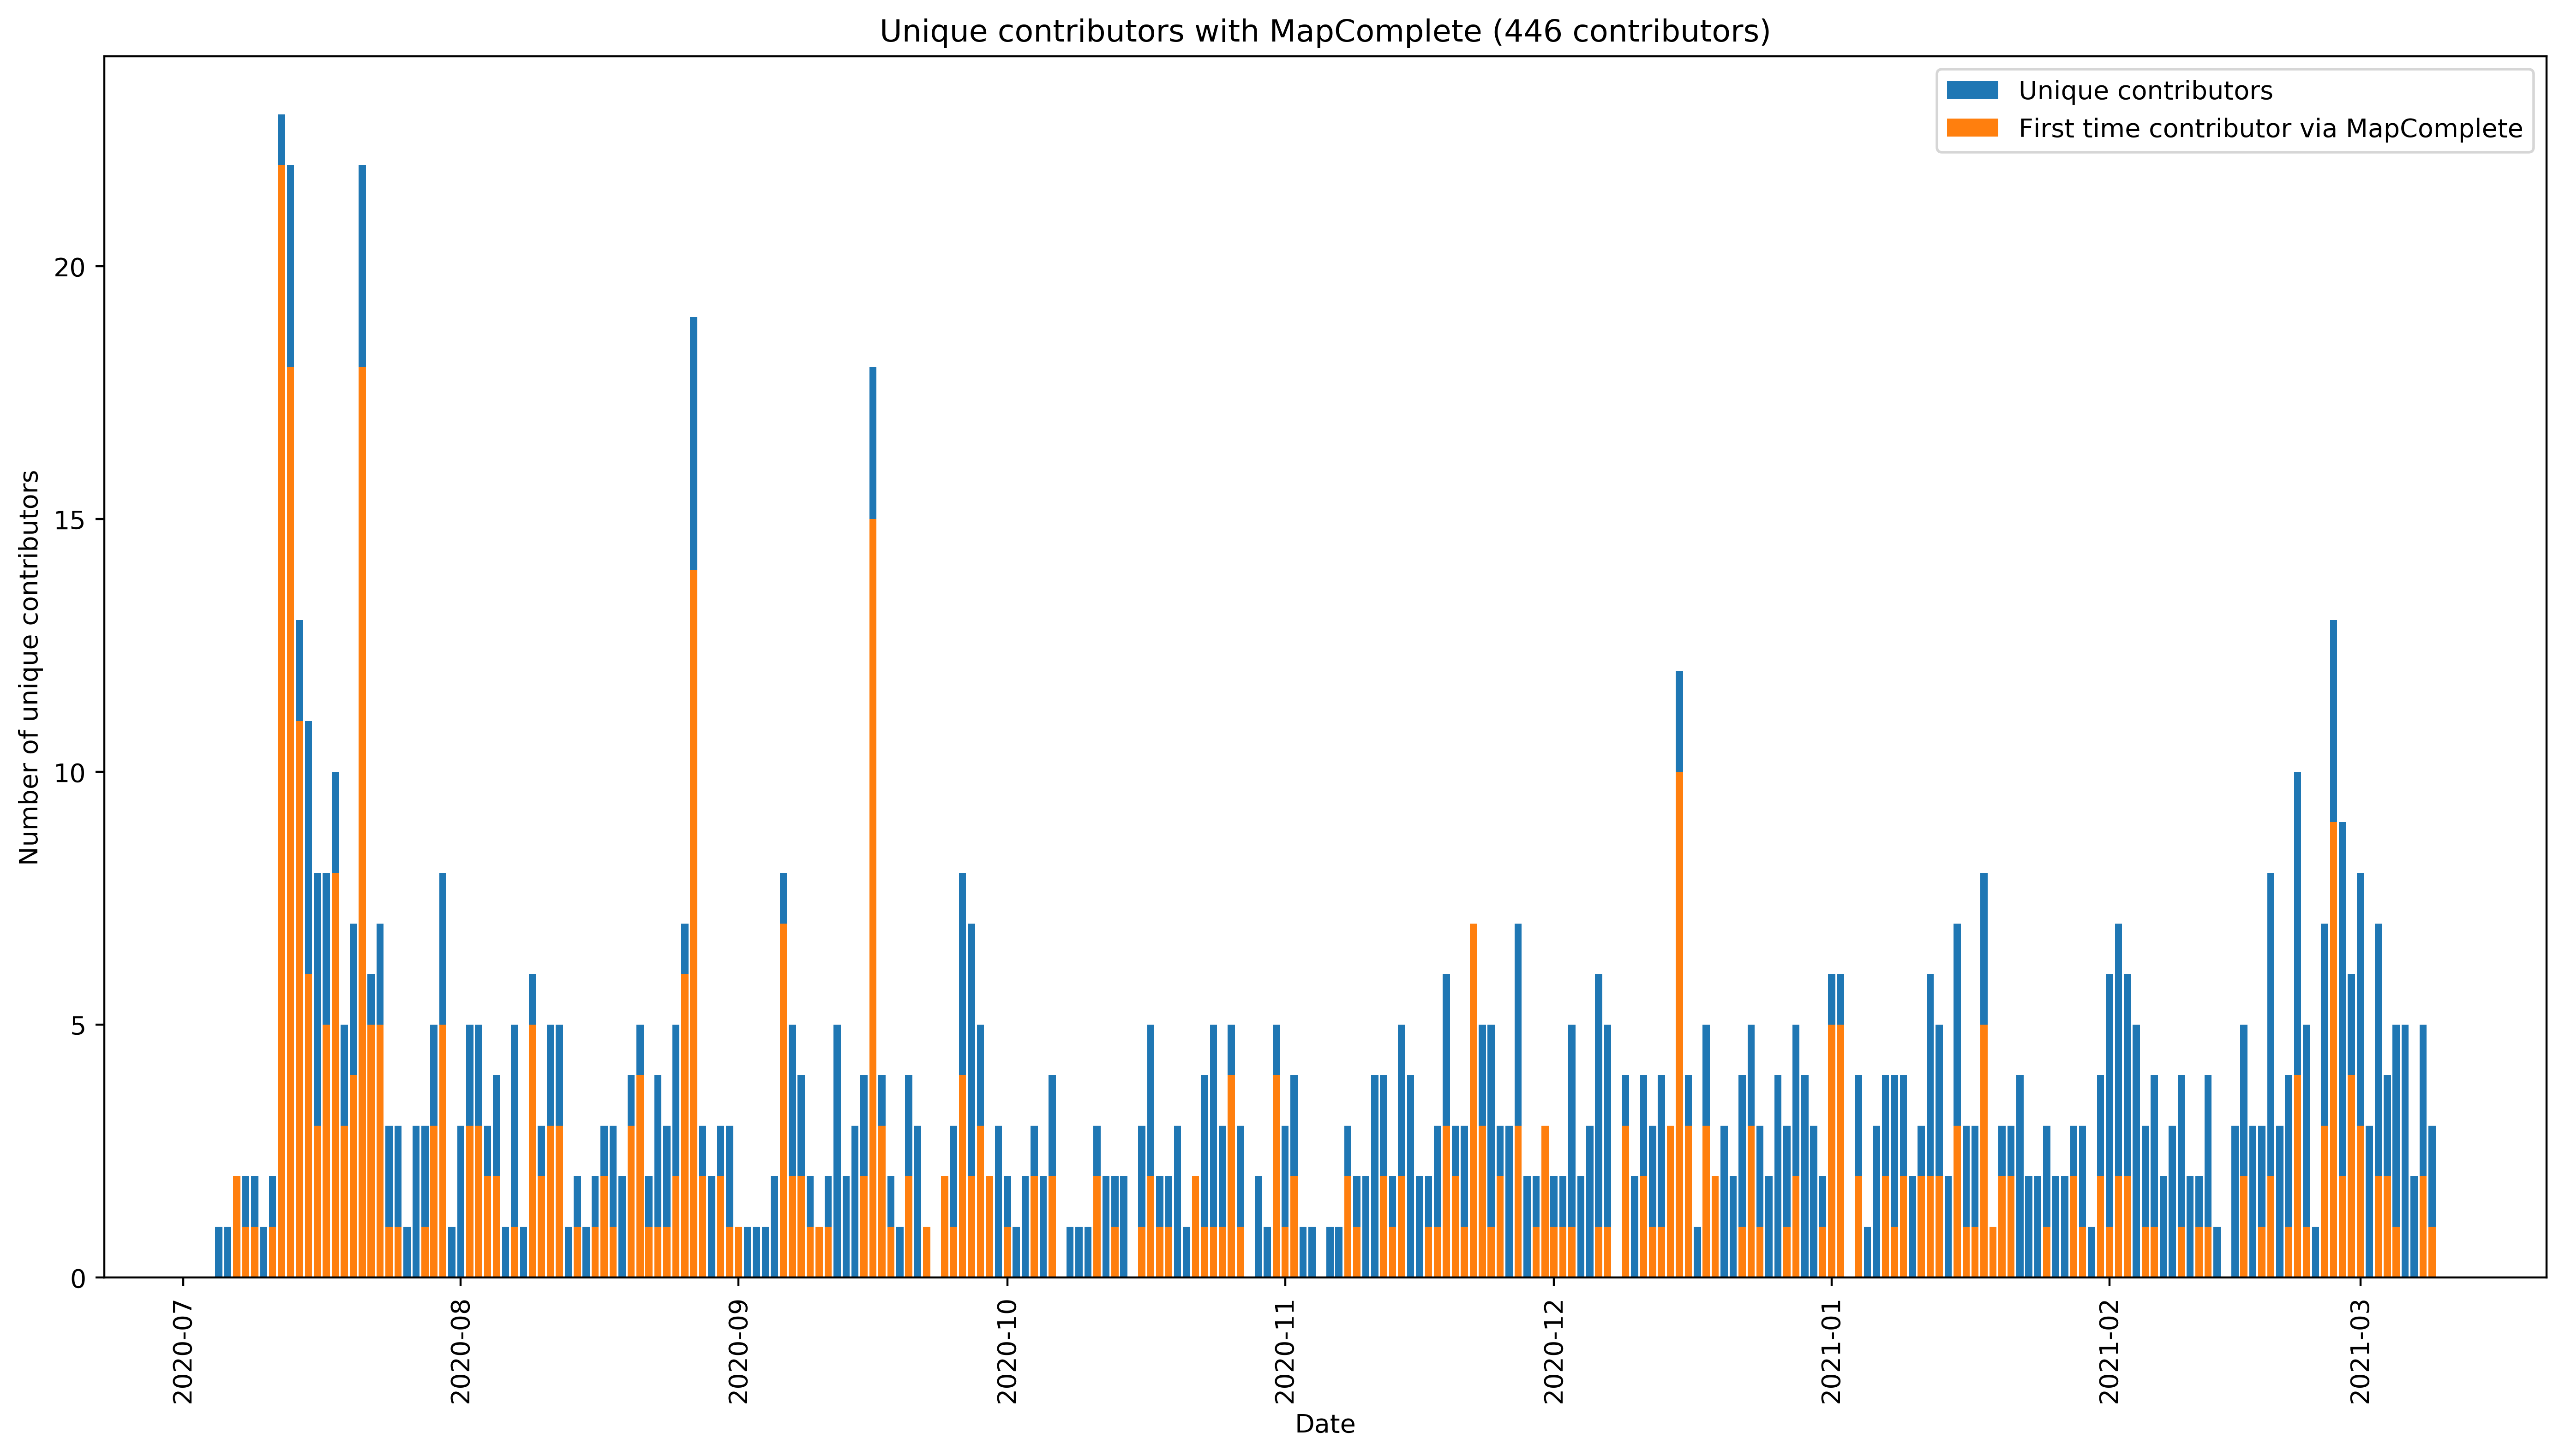 Unique contributors with MapComplete (446 contributors)
Unique contributors
First time contributor via MapComplete
Number of unique contributors
20
15
10
5
0
2020-07
2020-08
2020-09
2020-10
2020-11
2020-12
2021-01
2021-02
2021-03
Date